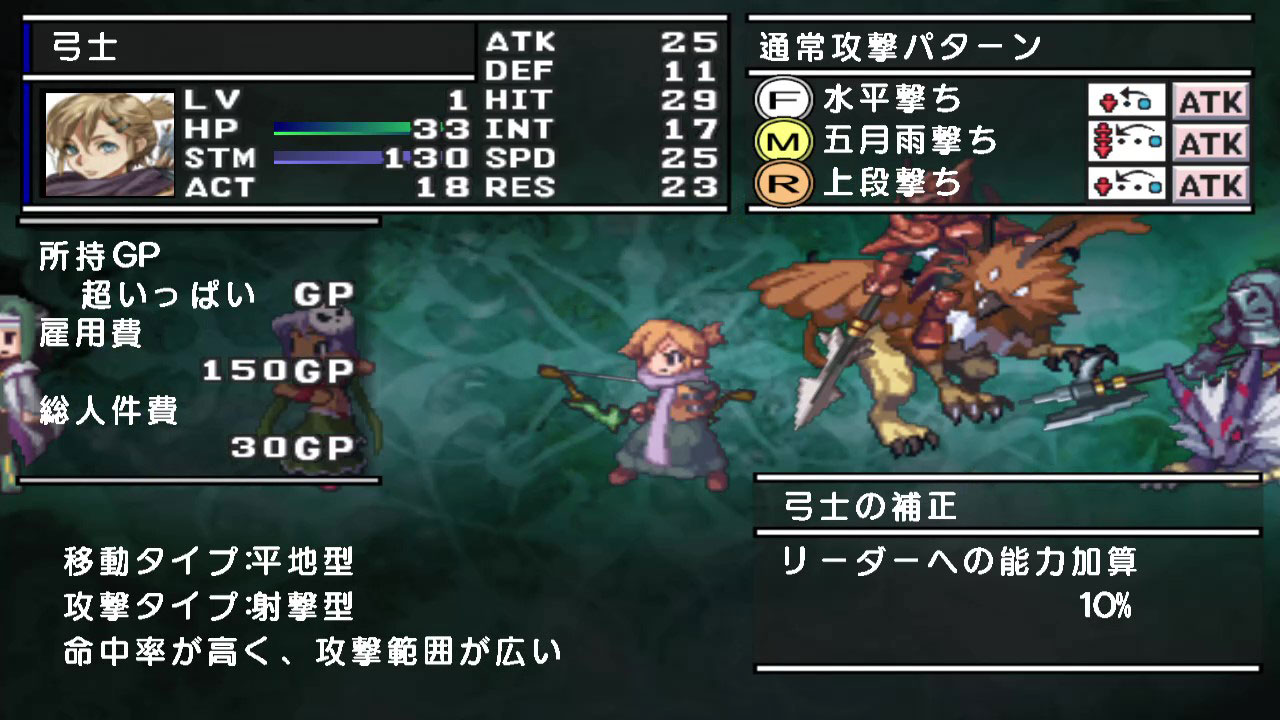 弓士
LV 1
HP 33
STM 130
ACT 18
ATK 25
DEF 11
HIT 29
INT 17
SPD 25
RES 23
通常攻撃パターン
F 水平撃ち ATK
M 五月雨撃ち ATK
R 上段撃ち ATK
所持GP
超いっぱい GP
雇用費
150GP
総人件費
30GP
移動タイプ:平地型
攻撃タイプ:射撃型
命中率が高く、攻撃範囲が広い
弓士の補正
リーダーへの能力加算
10%